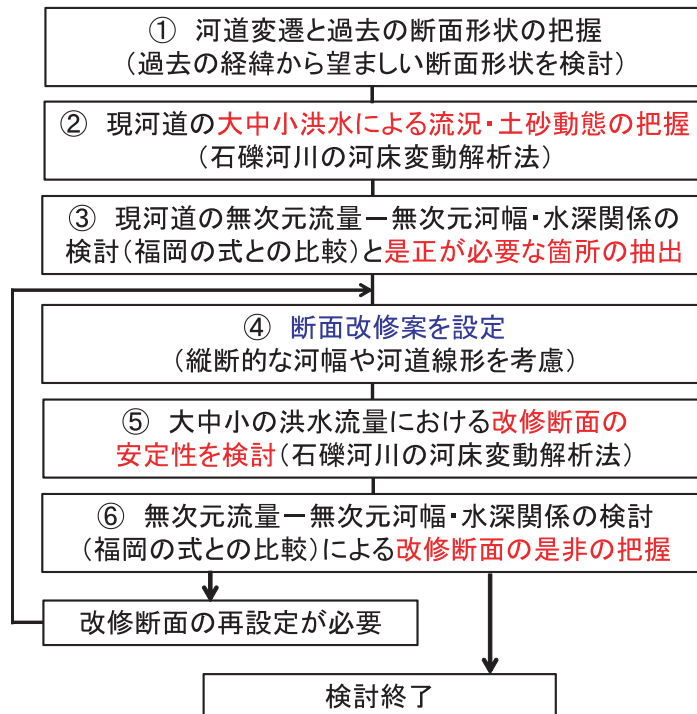 ① 河道変遷と過去の断面形状の把握
(過去の経緯から望ましい断面形状を検討)
② 現河道の大中小洪水による流況・土砂動態の把握
(石礫河川の河床変動解析法)
③ 現河道の無次元流量ー無次元河幅・水深関係の
検討(福岡の式との比較)と是正が必要な箇所の抽出
④ 断面改修案を設定
(縦断的な河幅や河道線形を考慮)
⑤ 大中小の洪水流量における改修断面の
安定性を検討(石礫河川の河床変動解析法)
⑥ 無次元流量ー無次元河幅・水深関係の検討
(福岡の式との比較)による改修断面の是非の把握
改修断面の再設定が必要
検討終了